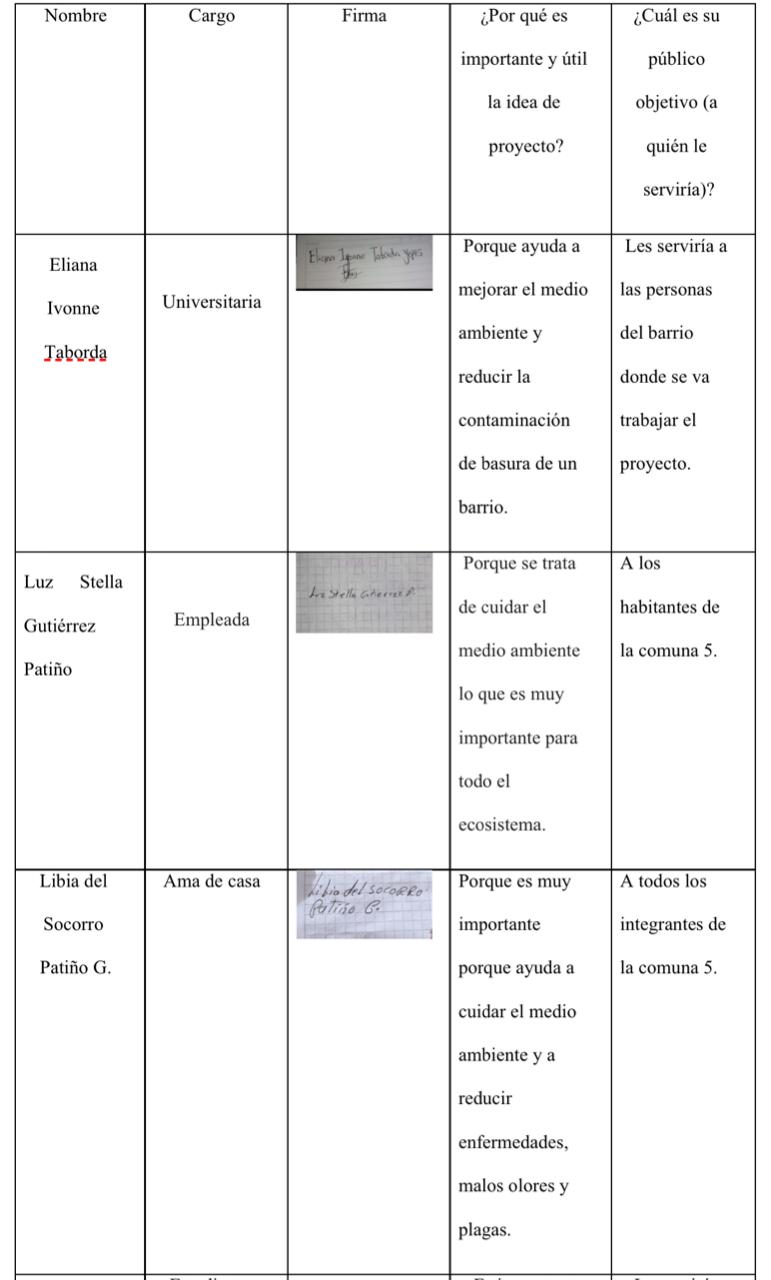 Nombre
Cargo
Firma
¿Por qué es
importante y útil
la idea de
proyecto?
¿Cuál es su
público
objetivo (a
quién le
serviría)?
Eliana
Ivonne
Taborda
Universitaria
Eliana Ivonne Taborda Yepes
Porque ayuda a
mejorar el medio
ambiente y
reducir la
contaminación
de basura de un
barrio.
Les serviría a
las personas
del barrio
donde se va
trabajar el
proyecto.
Luz Stella
Gutiérrez
Patiño
Empleada
Luz Stella Gutierrez P.
Porque se trata
de cuidar el
medio ambiente
lo que es muy
importante para
todo el
ecosistema.
A los
habitantes de
la comuna 5.
Libia del
Socorro
Patiño G.
Ama de casa
Libia del SOCORRO
Patiño G.
Porque es muy
importante
porque ayuda a
cuidar el medio
ambiente y a
reducir
enfermedades,
malos olores y
plagas.
A todos los
integrantes de
la comuna 5.